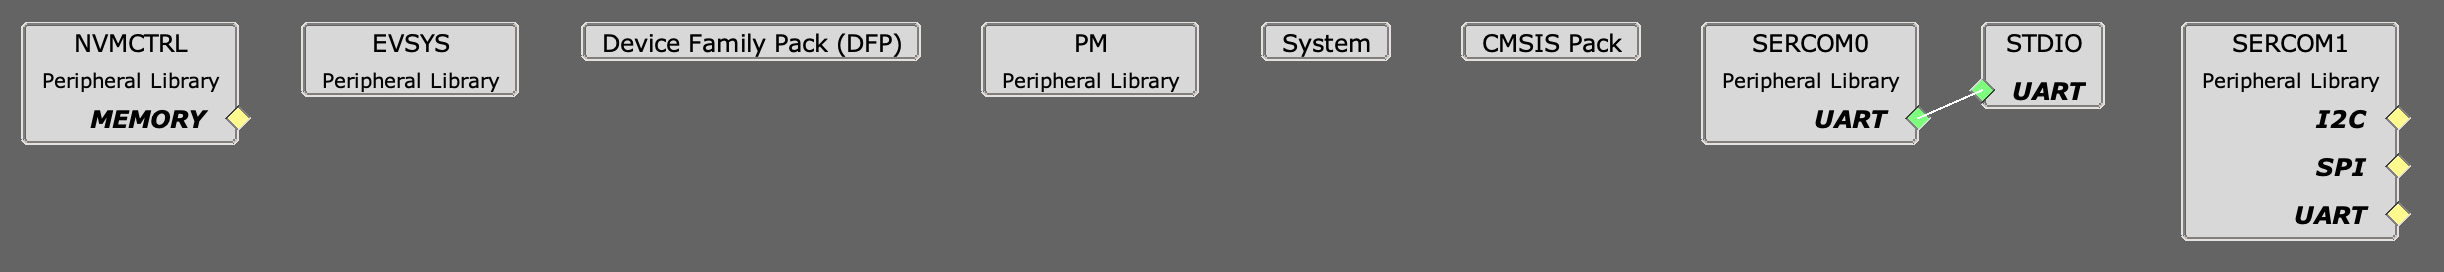 NVMCTRL
Peripheral Library
MEMORY
EVSYS
Peripheral Library
Device Family Pack (DFP)
PM
Peripheral Library
System
CMSIS Pack
SERCOM0
Peripheral Library
UART
STDIO
UART
SERCOM1
Peripheral Library
I2C
SPI
UART